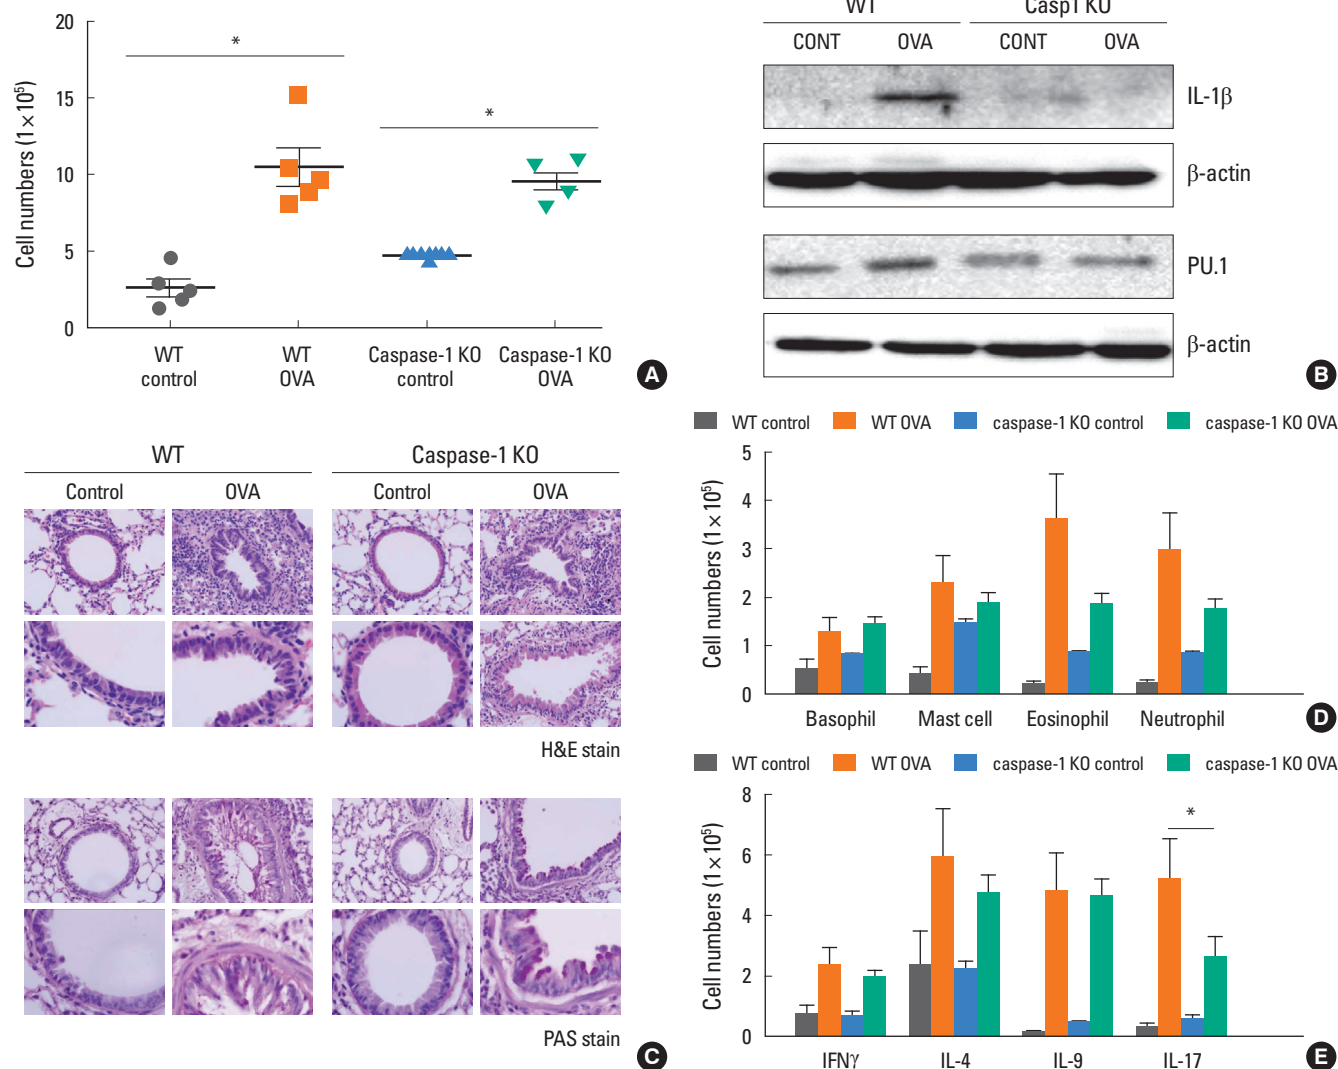 20
15
10
5
0
Cell numbers (1 × 10⁵)
*
*
WT control
WT OVA
Caspase-1 KO control
Caspase-1 KO OVA
A
WT
Casp1 KO
CONT
OVA
CONT
OVA
IL-1β
β-actin
PU.1
β-actin
B
WT
Caspase-1 KO
Control
OVA
Control
OVA
H&E stain
PAS stain
C
WT control
WT OVA
caspase-1 KO control
caspase-1 KO OVA
5
4
3
2
1
0
Cell numbers (1 × 10⁵)
Basophil
Mast cell
Eosinophil
Neutrophil
D
WT control
WT OVA
caspase-1 KO control
caspase-1 KO OVA
8
6
4
2
0
Cell numbers (1 × 10⁵)
*
IFNγ
IL-4
IL-9
IL-17
E